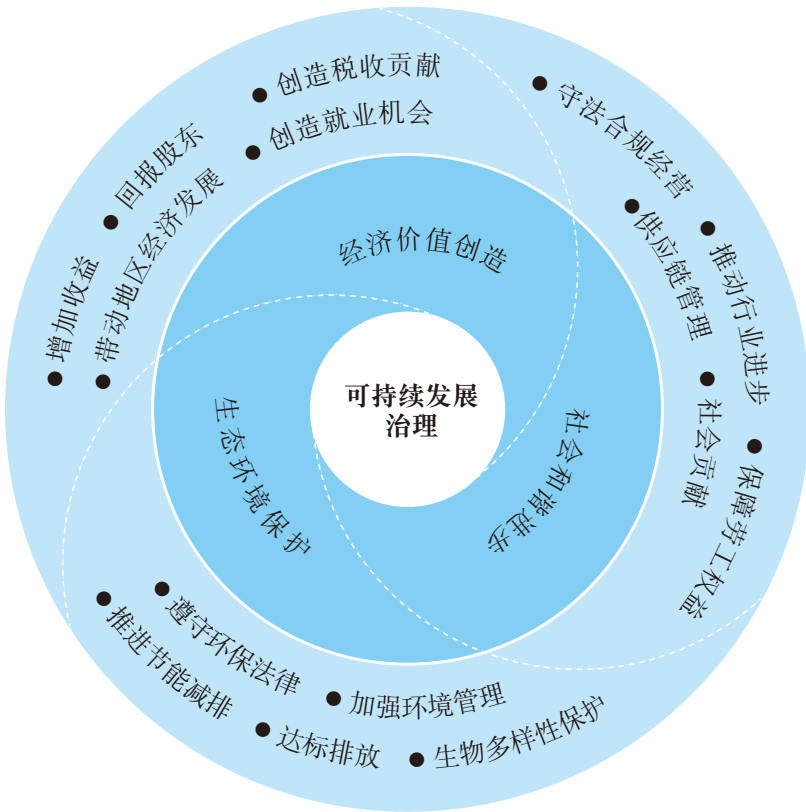 可持续发展
治理
经济价值创造
社会和谐进步
生态环境保护
● 创造税收贡献
● 创造就业机会
● 回报股东
● 带动地区经济发展
● 增加收益
● 守法合规经营
● 供应链管理
● 推动行业进步
● 社会贡献
● 保障劳工权益
● 遵守环保法律
● 推进节能减排
● 加强环境管理
● 达标排放
● 生物多样性保护